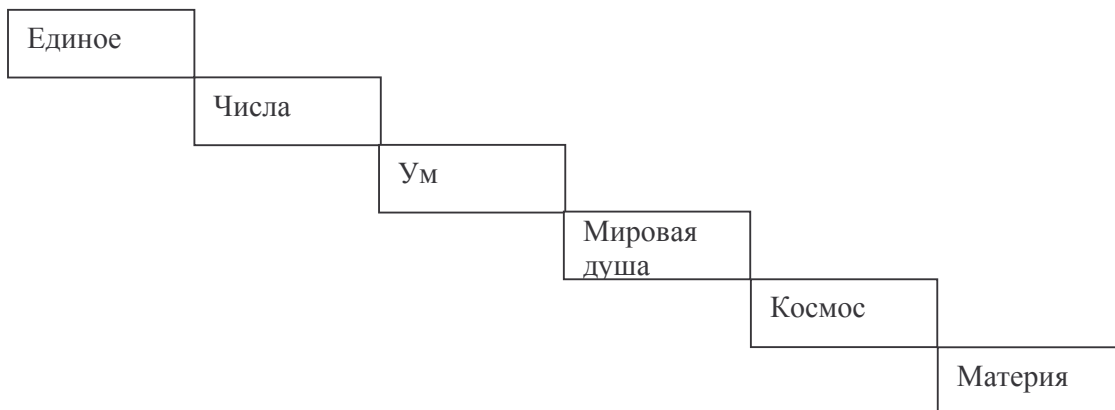 Единое
Числа
Ум
Мировая
душа
Космос
Материя